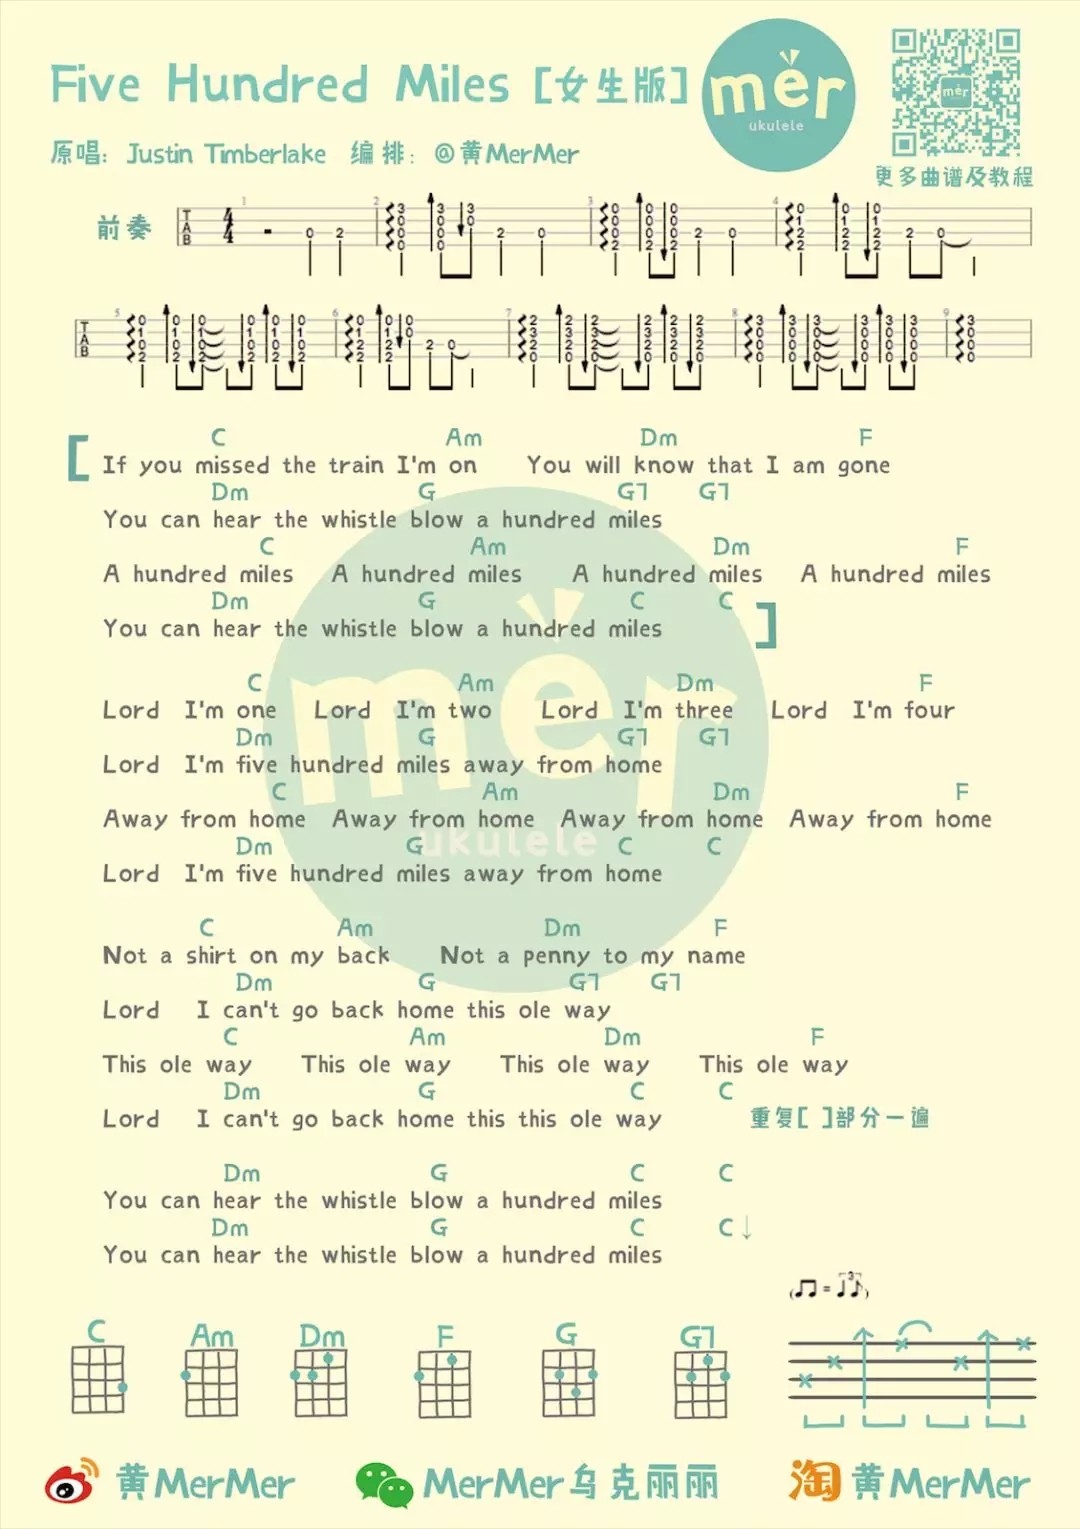 Five Hundred Miles [女生版]
mer
ukulele
原唱: Justin Timberlake 编排: @黄MerMer
更多曲谱及教程
前奏
C Am Dm F
[ If you missed the train I'm on You will know that I am gone
Dm G G7 G7
You can hear the whistle blow a hundred miles
C Am Dm F
A hundred miles A hundred miles A hundred miles A hundred miles
Dm G C C
You can hear the whistle blow a hundred miles ]
C Am Dm F
Lord I'm one Lord I'm two Lord I'm three Lord I'm four
Dm G G7 G7
Lord I'm five hundred miles away from home
C Am Dm F
Away from home Away from home Away from home Away from home
Dm G C C
Lord I'm five hundred miles away from home
C Am Dm F
Not a shirt on my back Not a penny to my name
Dm G G7 G7
Lord I can't go back home this ole way
C Am Dm F
This ole way This ole way This ole way This ole way
Dm G C C
Lord I can't go back home this this ole way 重复[ ]部分一遍
Dm G C C
You can hear the whistle blow a hundred miles
Dm G C C↓
You can hear the whistle blow a hundred miles
mer
ukulele
C Am Dm F G G7
黄MerMer MerMer乌克丽丽 淘 黄MerMer